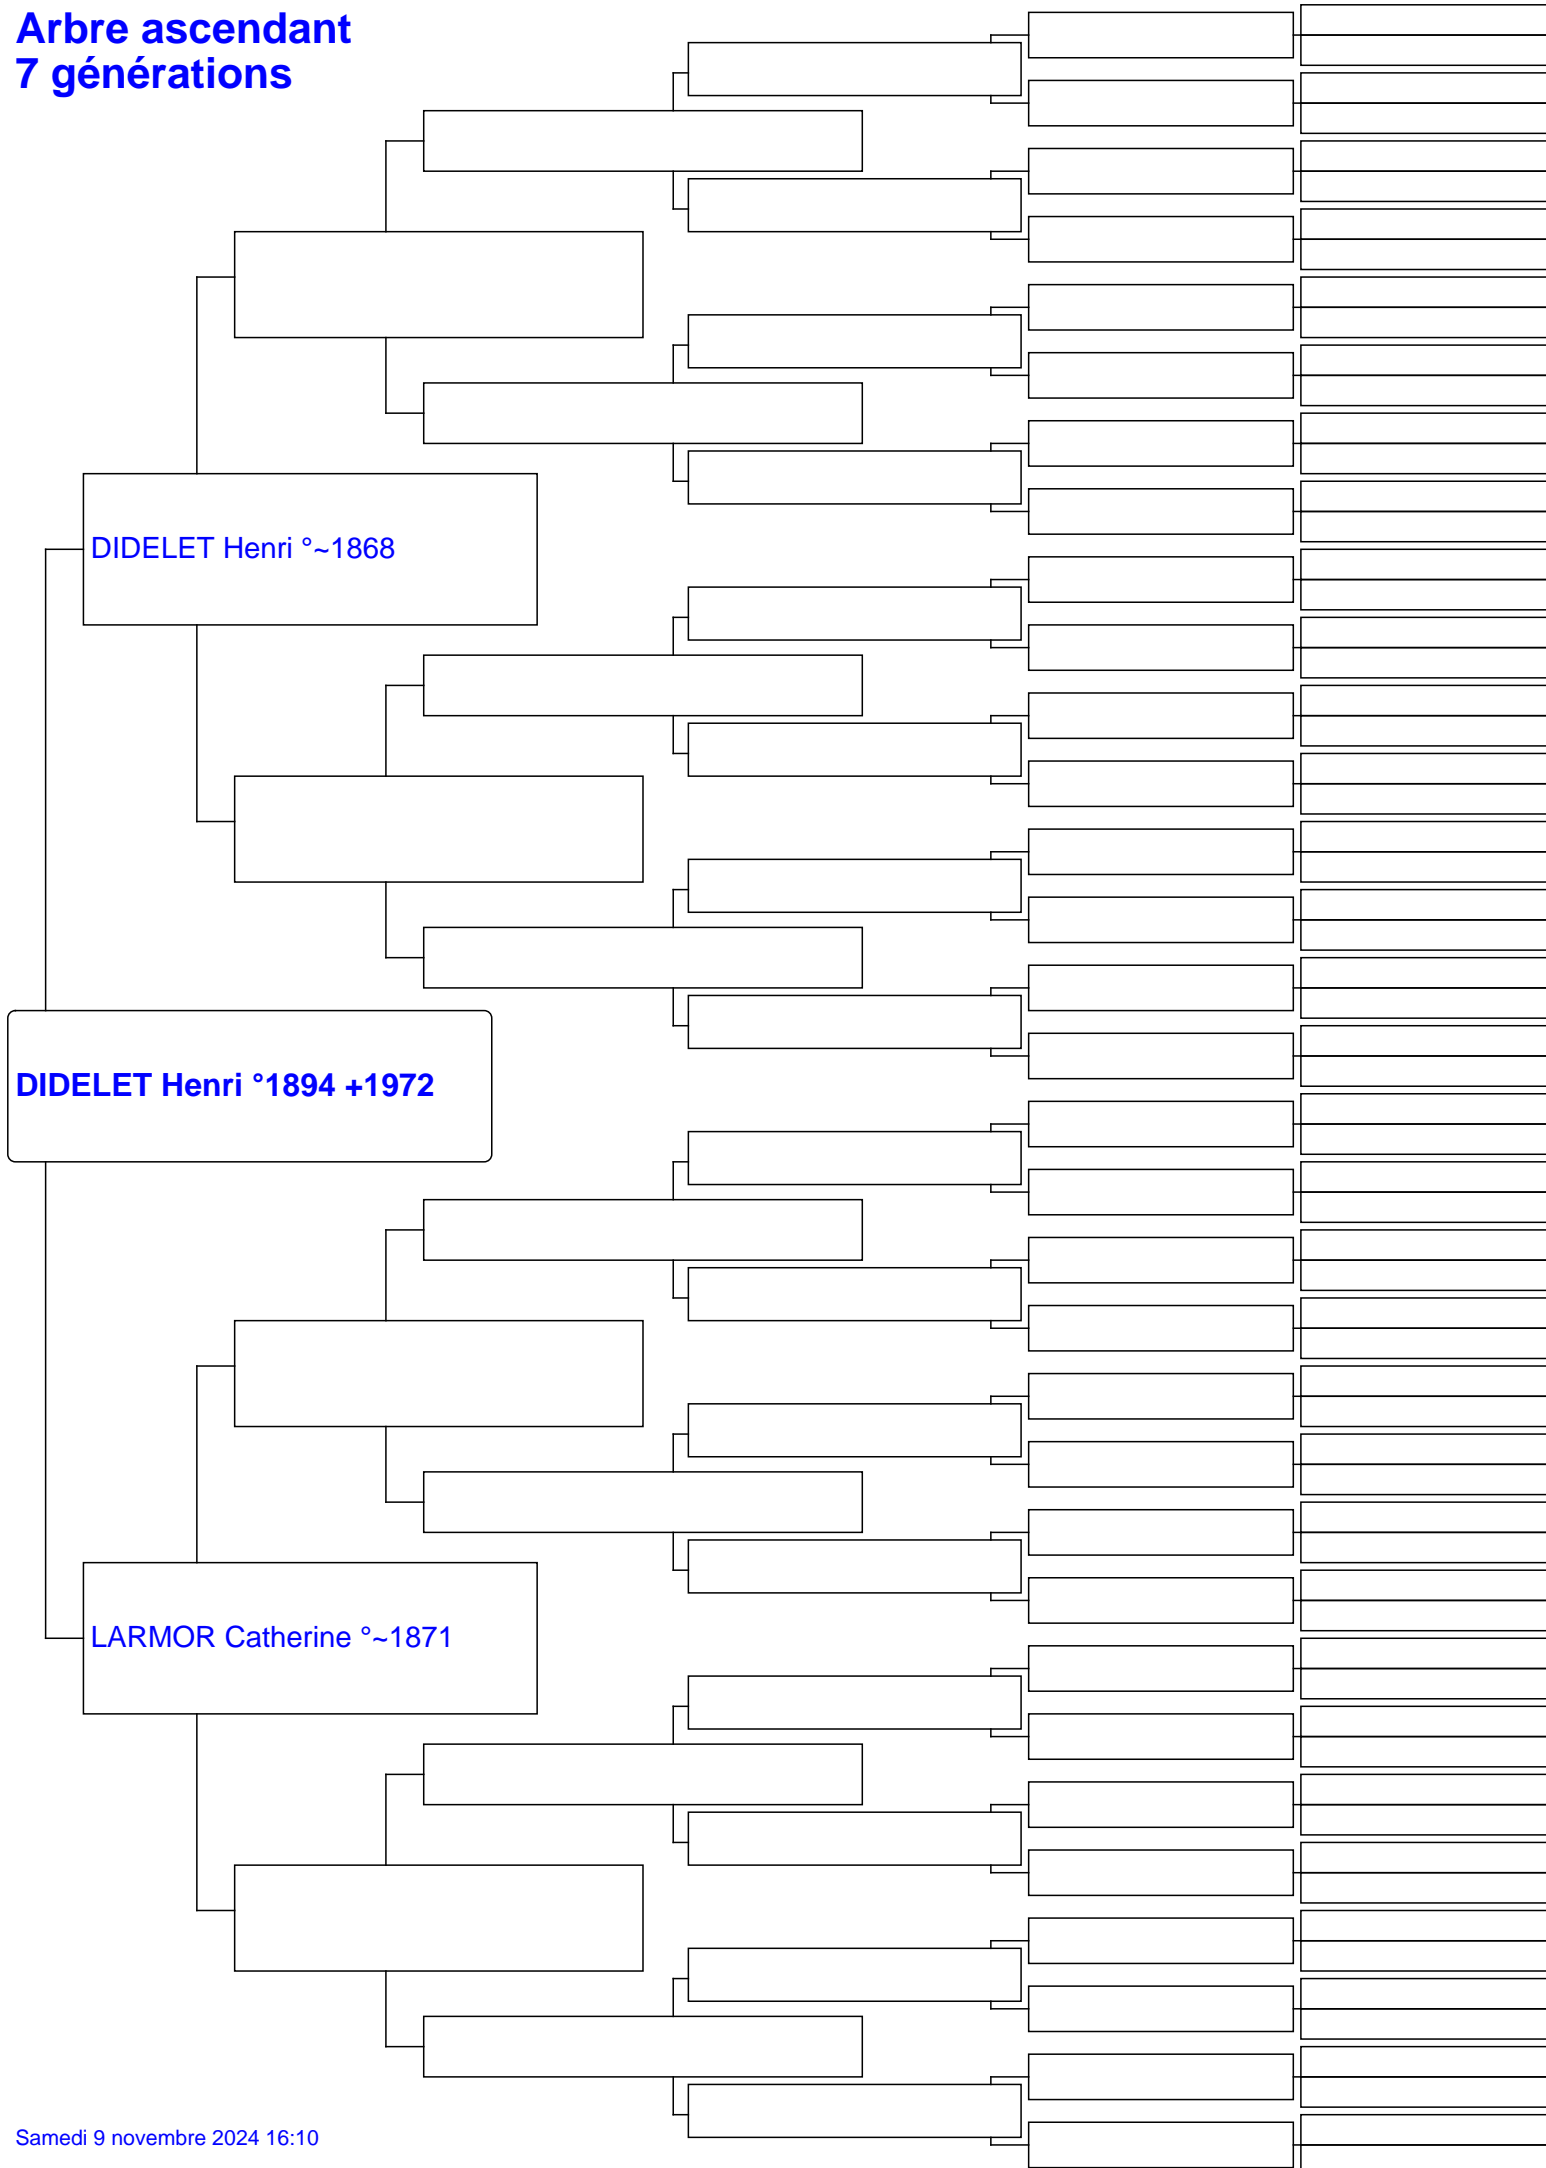 Arbre ascendant
7 générations
DIDELET Henri °~1868
DIDELET Henri °1894 +1972
LARMOR Catherine °~1871
Samedi 9 novembre 2024 16:10